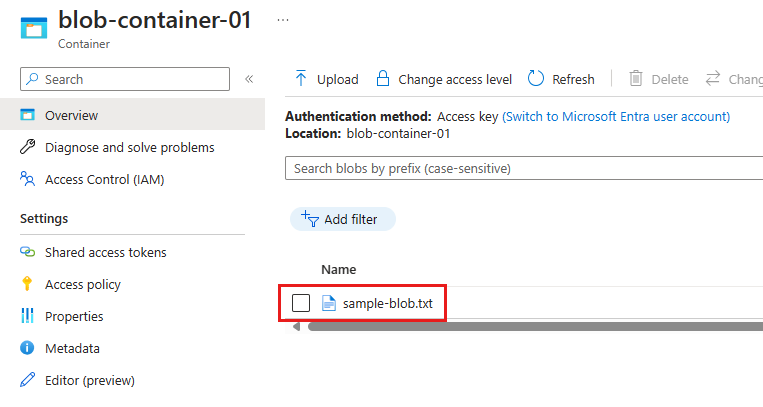 blob-container-01 ...
Container
Search
Overview
Diagnose and solve problems
Access Control (IAM)
Settings
Shared access tokens
Access policy
Properties
Metadata
Editor (preview)
Upload Change access level Refresh Delete Chang
Authentication method: Access key (Switch to Microsoft Entra user account)
Location: blob-container-01
Search blobs by prefix (case-sensitive)
Add filter
Name
sample-blob.txt